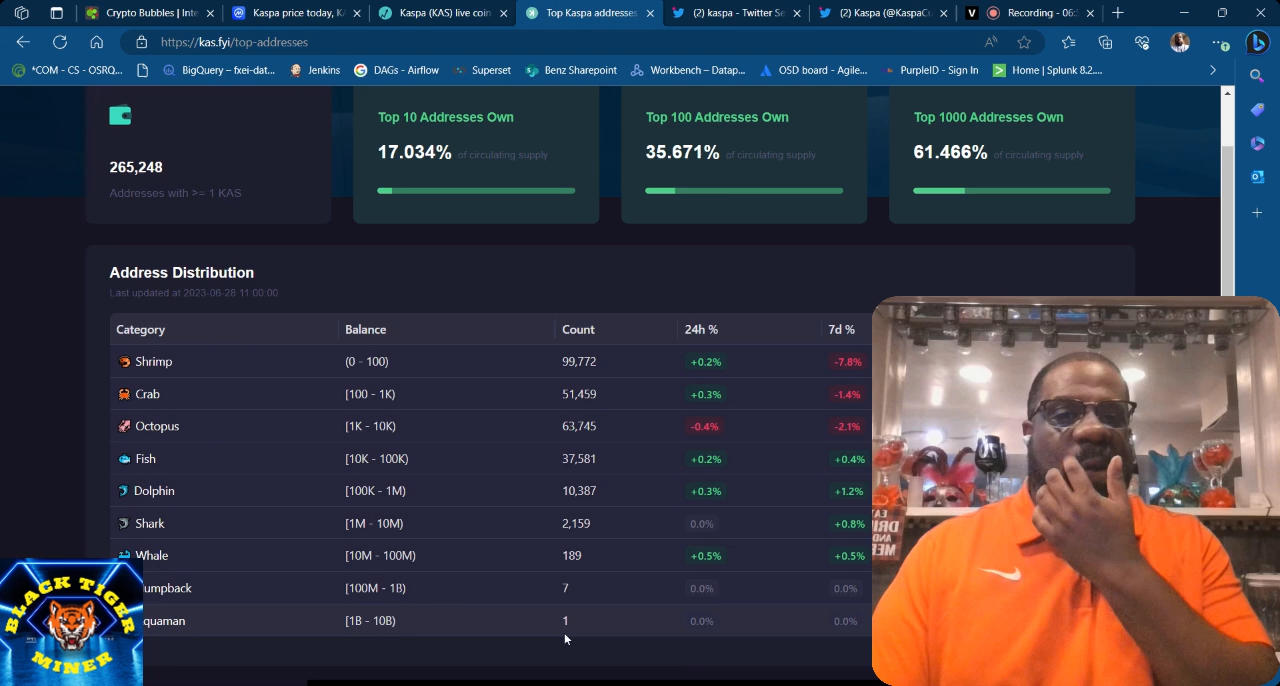 Crypto Bubbles | Inte
Kaspa price today, KA
Kaspa (KAS) live coin
Top Kaspa addresses
(2) kaspa - Twitter Se
(2) Kaspa (@KaspaCu
V
Recording - 06:
https://kas.fyi/top-addresses
*COM - CS - OSRQ...
BigQuery – fxei-dat...
Jenkins
DAGs - Airflow
Superset
Benz Sharepoint
Workbench – Datap...
OSD board - Agile...
PurpleID - Sign In
Home | Splunk 8.2....
265,248
Addresses with >= 1 KAS
Top 10 Addresses Own
17.034% of circulating supply
Top 100 Addresses Own
35.671% of circulating supply
Top 1000 Addresses Own
61.466% of circulating supply
Address Distribution
Last updated at 2023-06-28 11:00:00
Category Balance Count 24h % 7d %
Shrimp (0 - 100) 99,772 +0.2% -7.8%
Crab [100 - 1K) 51,459 +0.3% -1.4%
Octopus [1K - 10K) 63,745 -0.4% -2.1%
Fish [10K - 100K) 37,581 +0.2% +0.4%
Dolphin [100K - 1M) 10,387 +0.3% +1.2%
Shark [1M - 10M) 2,159 0.0% +0.8%
Whale [10M - 100M) 189 +0.5% +0.5%
umpback [100M - 1B) 7 0.0% 0.0%
quaman [1B - 10B) 1 0.0% 0.0%
BLACK TIGER
MINER
EA
DRI
AND
ME